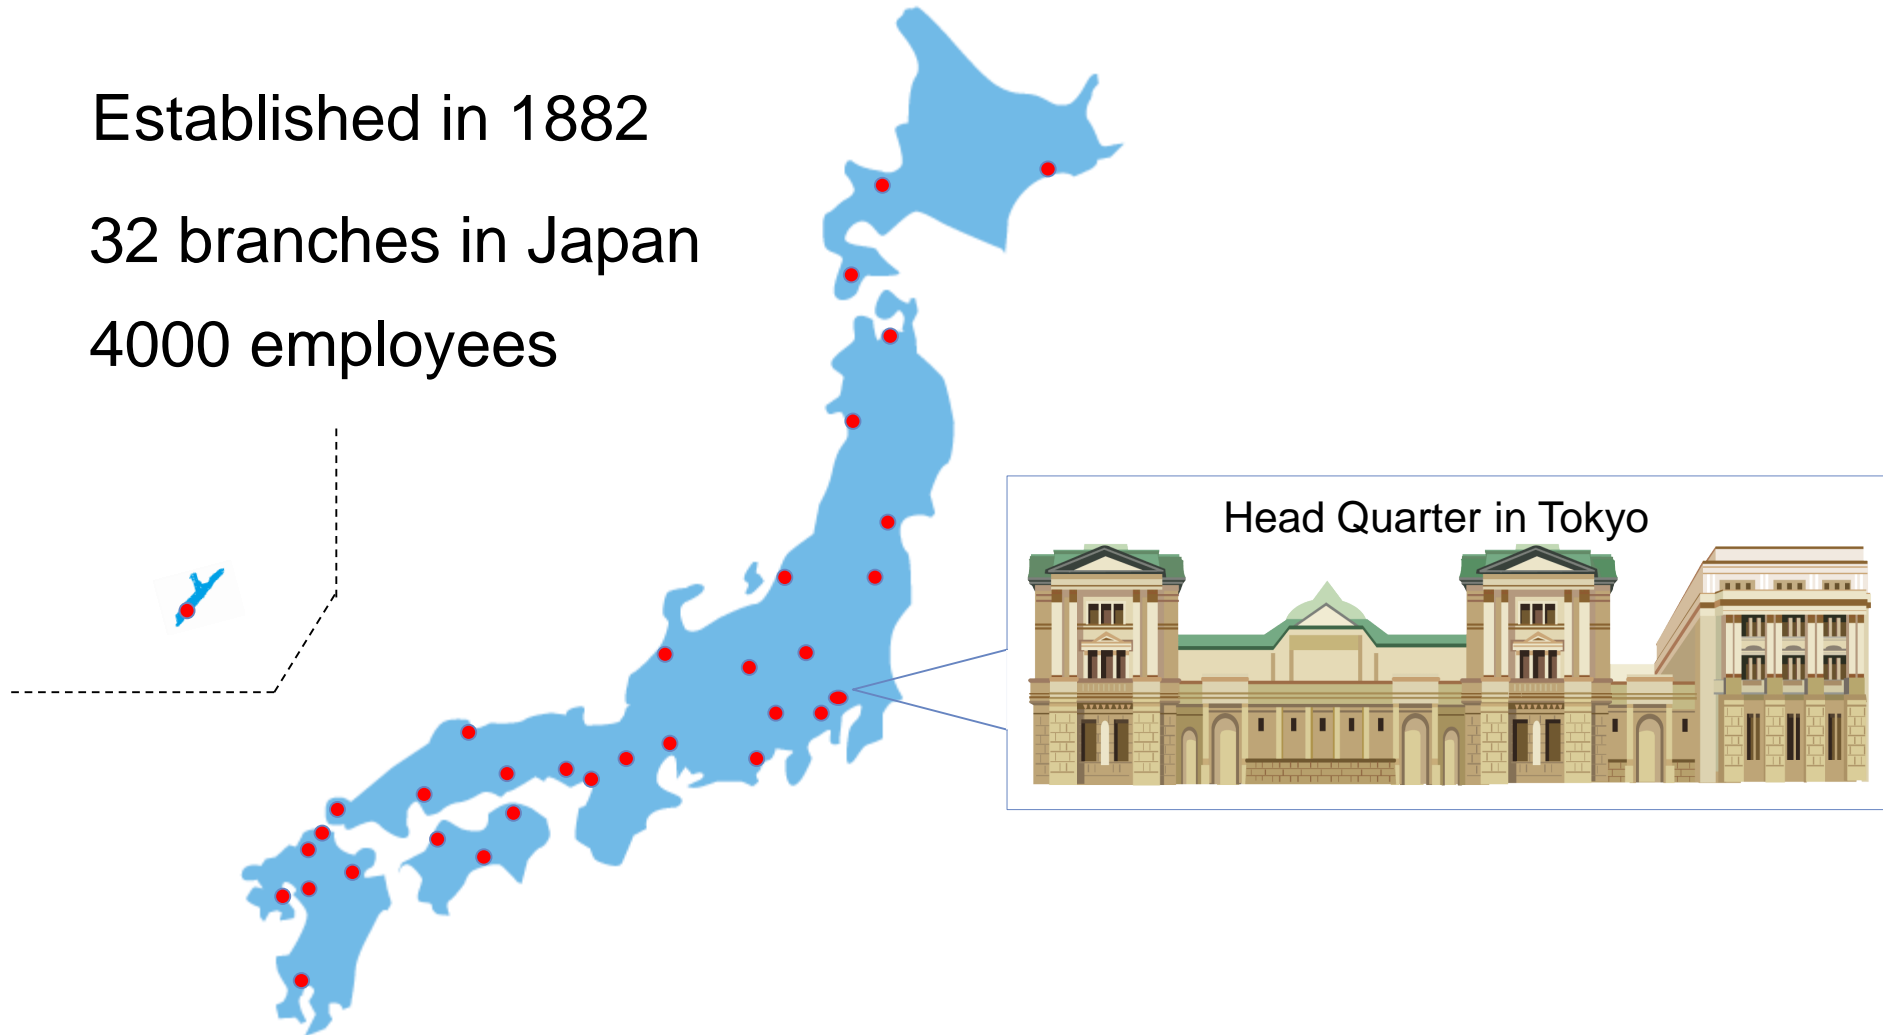 Established in 1882
32 branches in Japan
4000 employees
Head Quarter in Tokyo